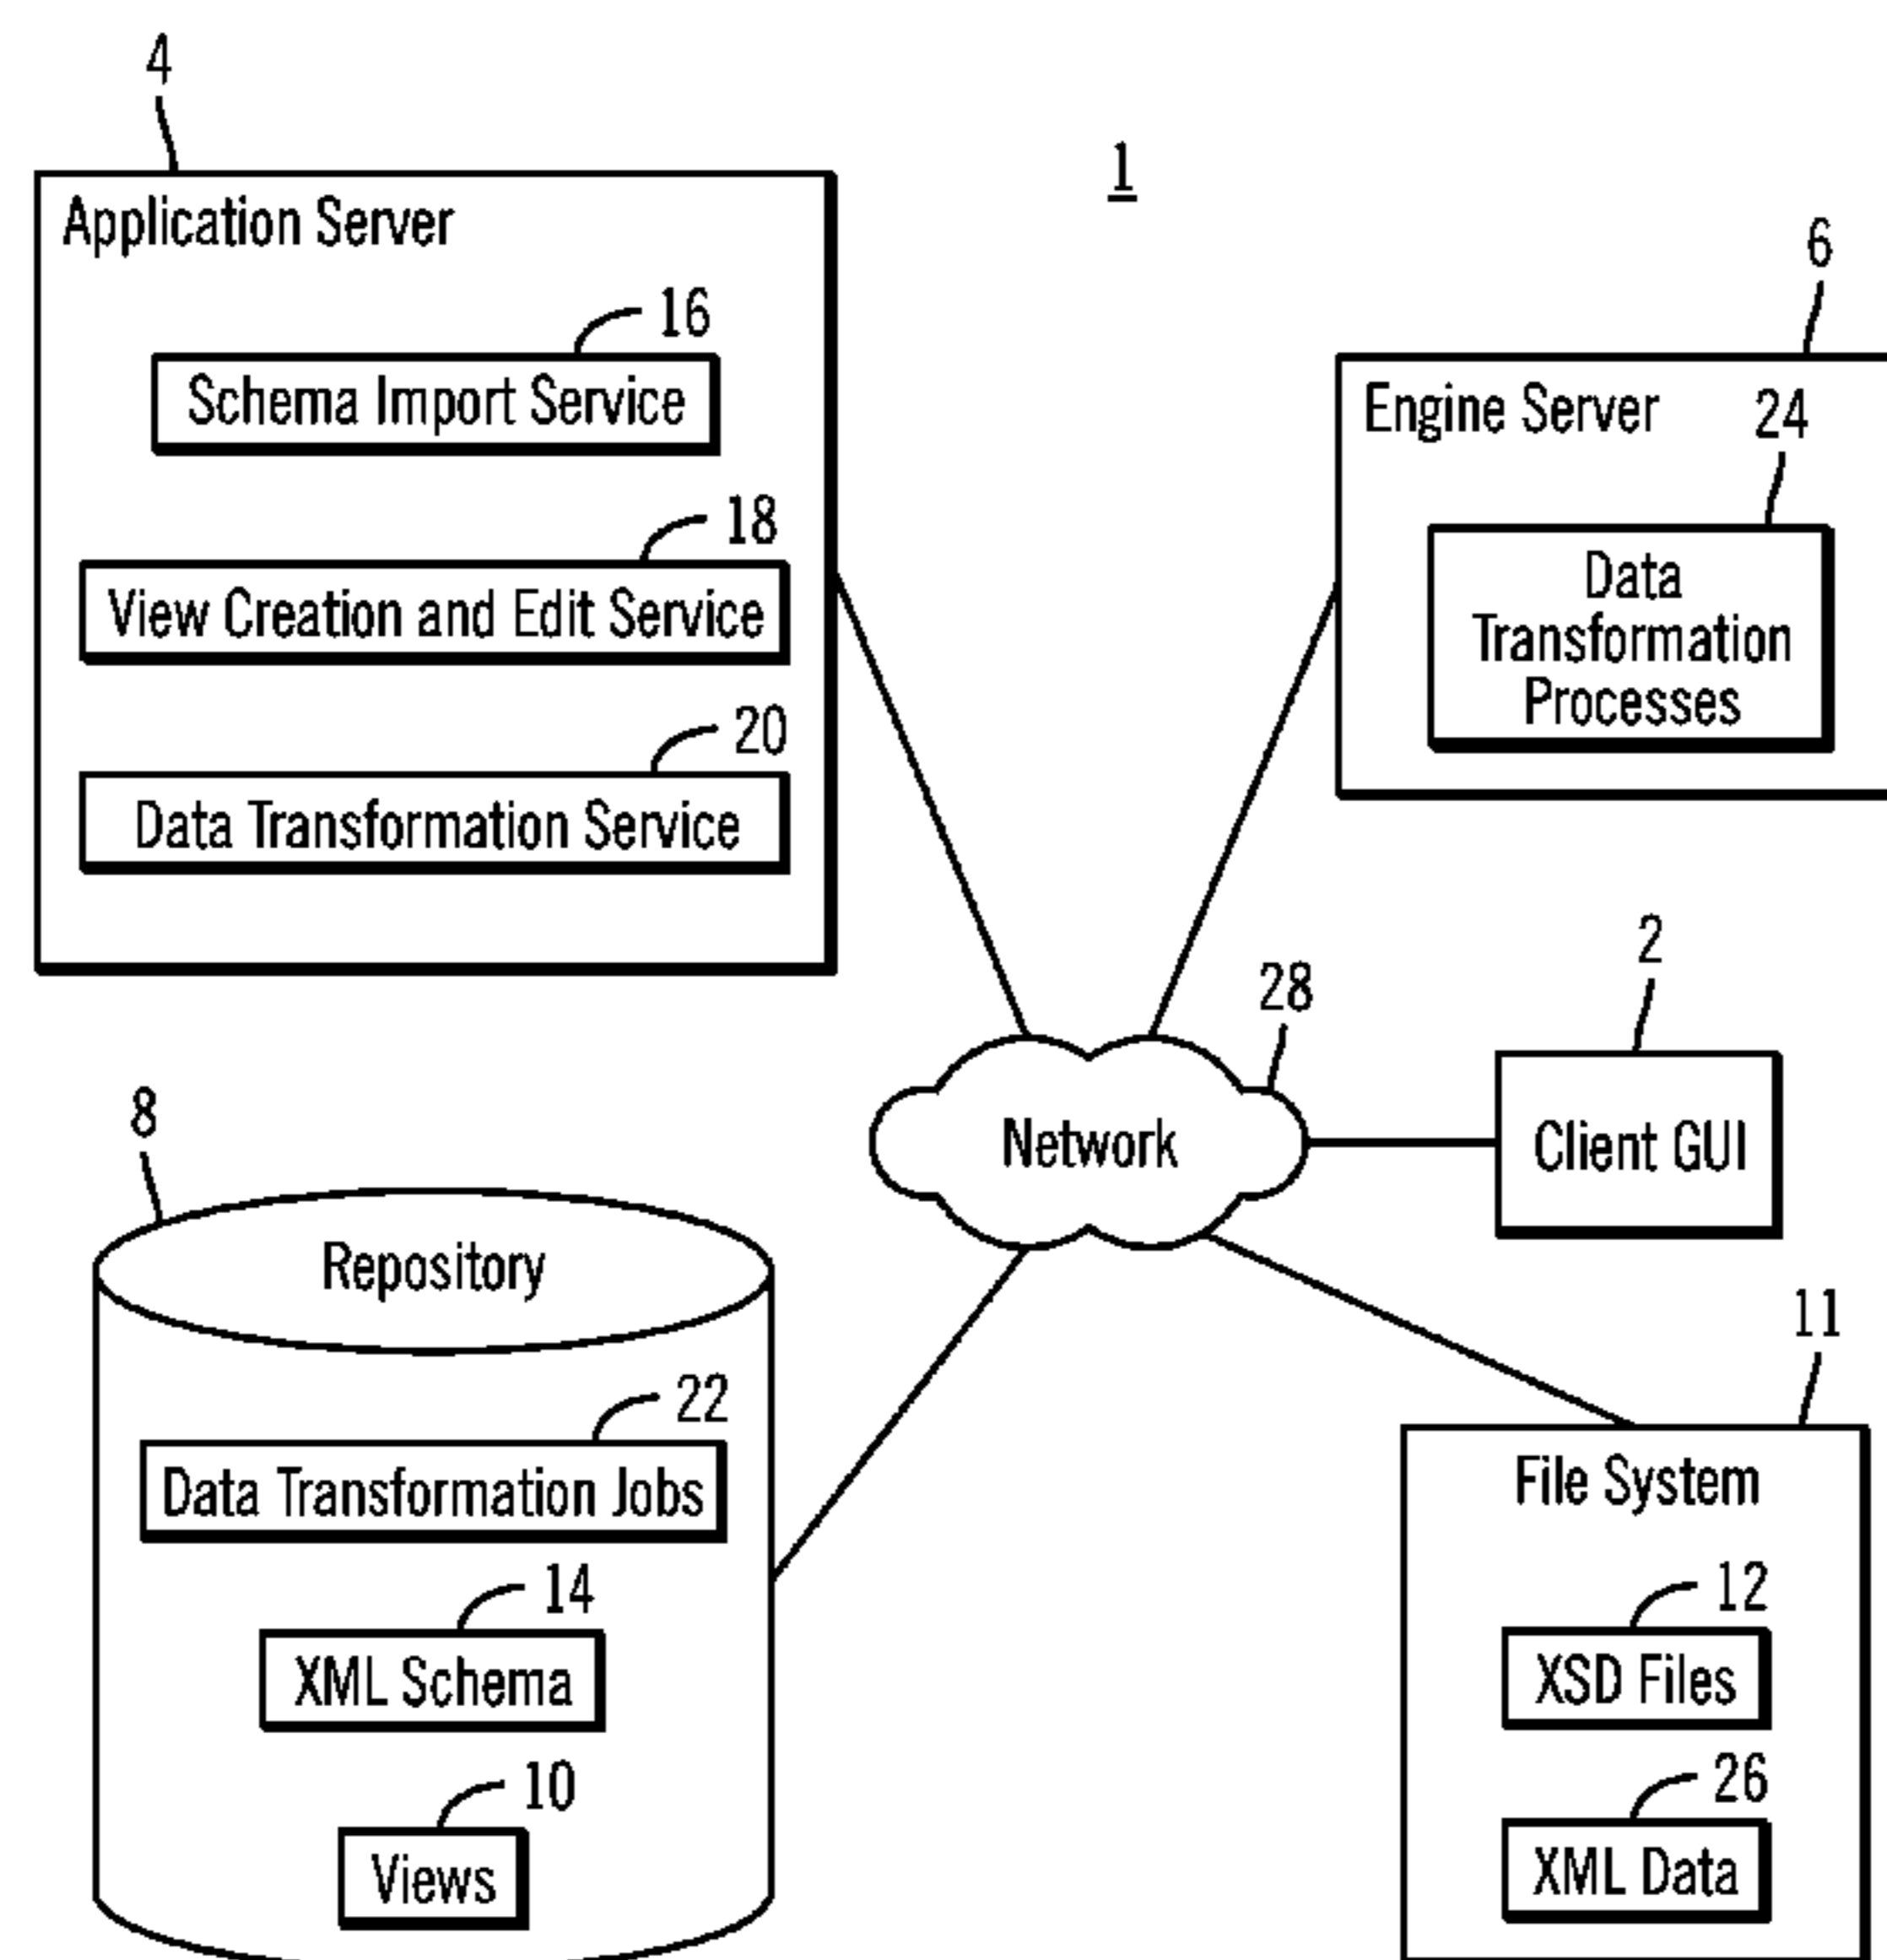 4
1
Application Server
16
Schema Import Service
18
View Creation and Edit Service
20
Data Transformation Service
6
Engine Server
24
Data
Transformation
Processes
28
Network
2
Client GUI
8
Repository
22
Data Transformation Jobs
14
XML Schema
10
Views
11
File System
12
XSD Files
26
XML Data